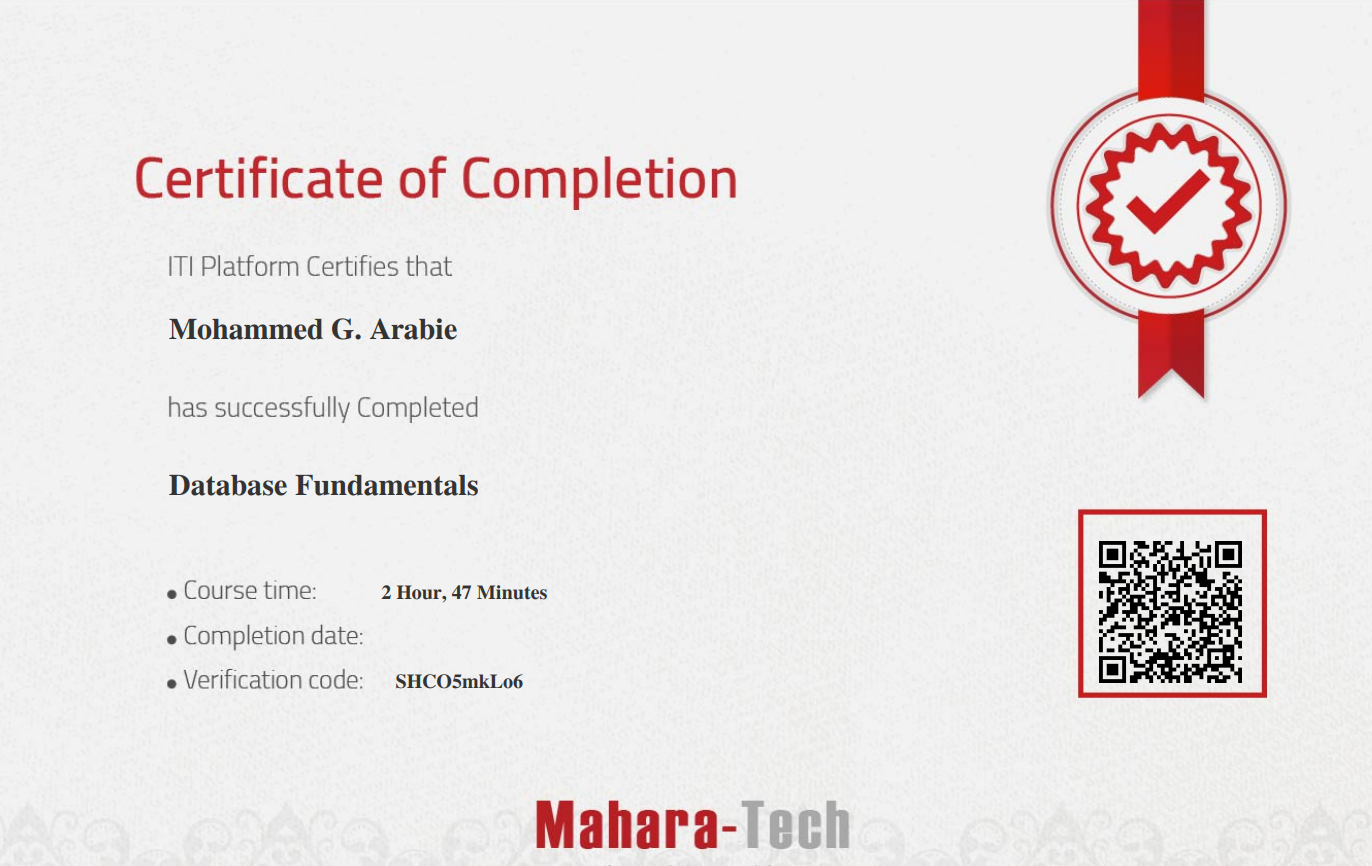 Certificate of Completion
ITI Platform Certifies that
Mohammed G. Arabie
has successfully Completed
Database Fundamentals
• Course time: 2 Hour, 47 Minutes
• Completion date:
• Verification code: SHCO5mkLo6
Mahara-Tech